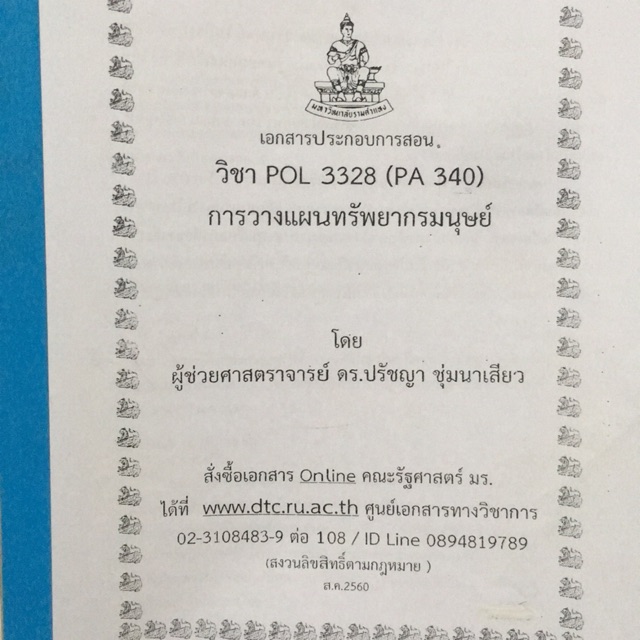 มหาวิทยาลัยรามคำแหง
เอกสารประกอบการสอน
วิชา POL 3328 (PA 340)
การวางแผนทรัพยากรมนุษย์
โดย
ผู้ช่วยศาสตราจารย์ ดร.ปรัชญา ชุ่มนาเสียว
สั่งซื้อเอกสาร Online คณะรัฐศาสตร์ มร.
ได้ที่ www.dtc.ru.ac.th ศูนย์เอกสารทางวิชาการ
02-3108483-9 ต่อ 108 / ID Line 0894819789
(สงวนลิขสิทธิ์ตามกฎหมาย )
ส.ค.2560